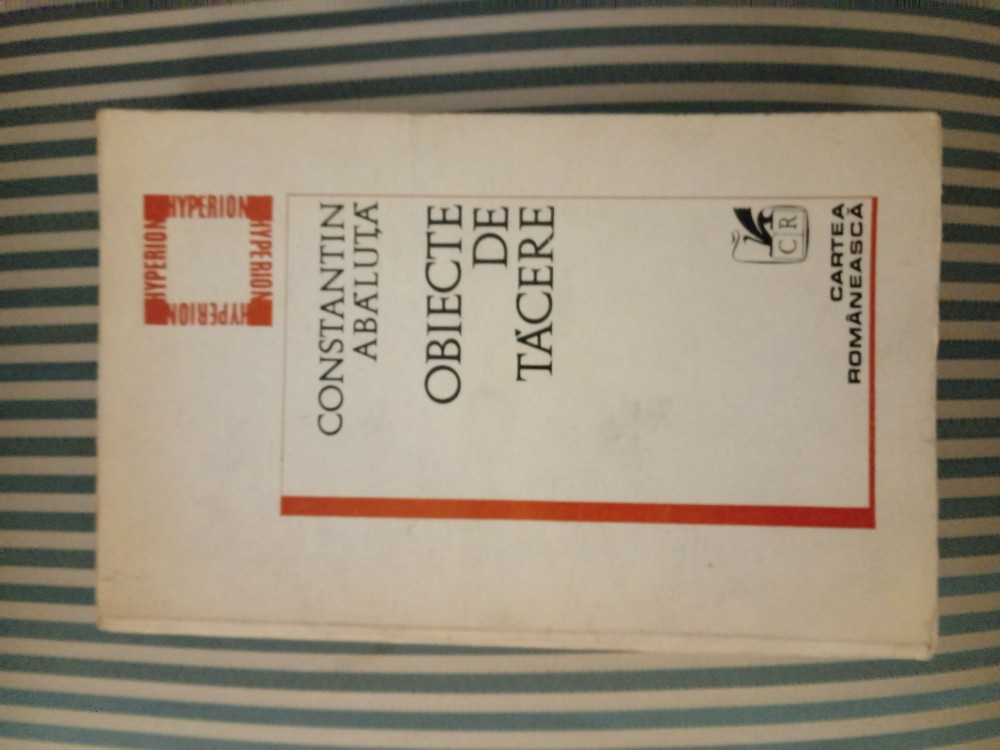 HYPERION
HYPERION
HYPERION
HYPERION
CONSTANTIN
ABĂLUȚĂ
OBIECTE
DE
TĂCERE
CR
CARTEA
ROMÂNEASCĂ